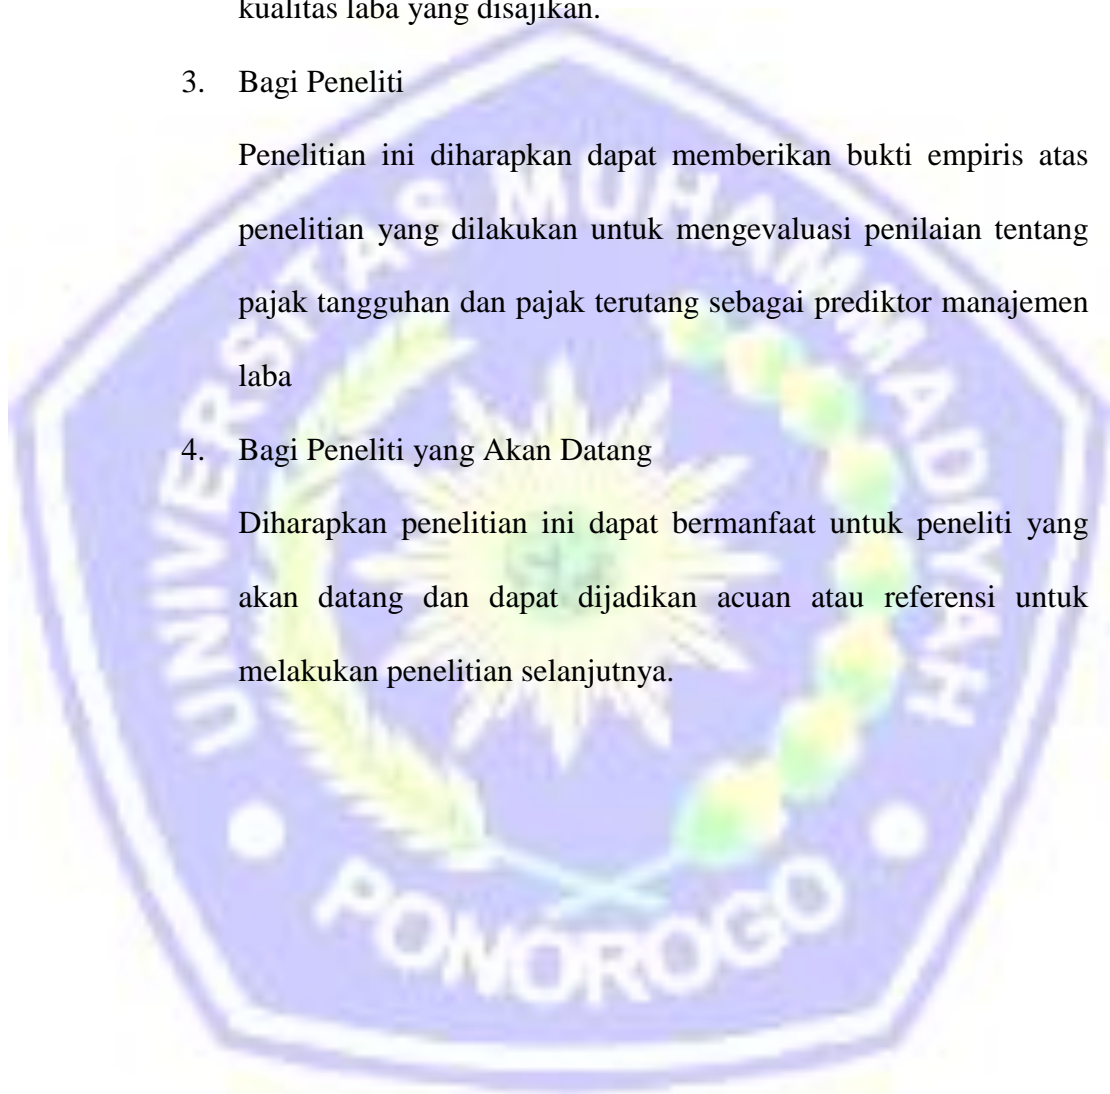 kualitas laba yang disajikan.
3. Bagi Peneliti
Penelitian ini diharapkan dapat memberikan bukti empiris atas
penelitian yang dilakukan untuk mengevaluasi penilaian tentang
pajak tangguhan dan pajak terutang sebagai prediktor manajemen
laba
4. Bagi Peneliti yang Akan Datang
Diharapkan penelitian ini dapat bermanfaat untuk peneliti yang
akan datang dan dapat dijadikan acuan atau referensi untuk
melakukan penelitian selanjutnya.
UNIVERSITAS MUHAMMADIYAH
PONOROGO